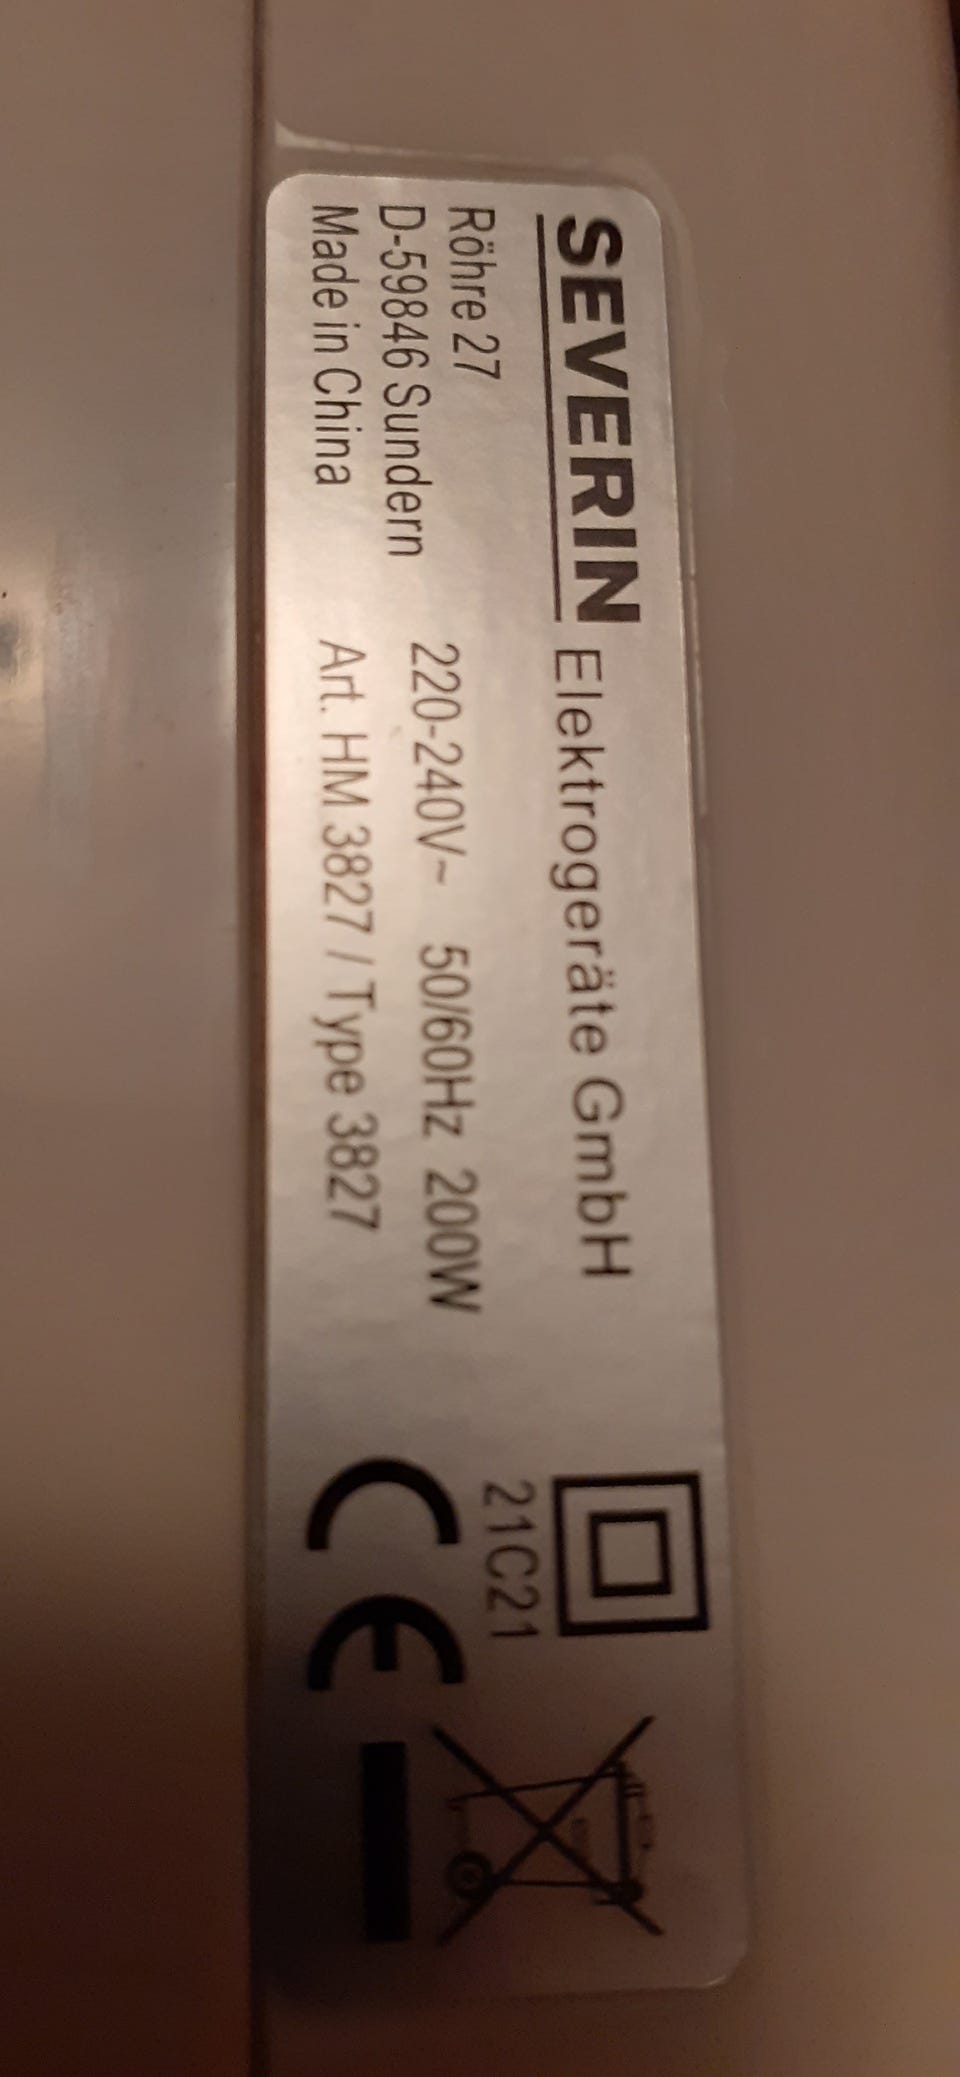 SEVERIN Elektrogeräte GmbH
Röhre 27
D-59846 Sundern
Made in China
220-240V~ 50/60Hz 200W
Art. HM 3827 / Type 3827
21C21
CE